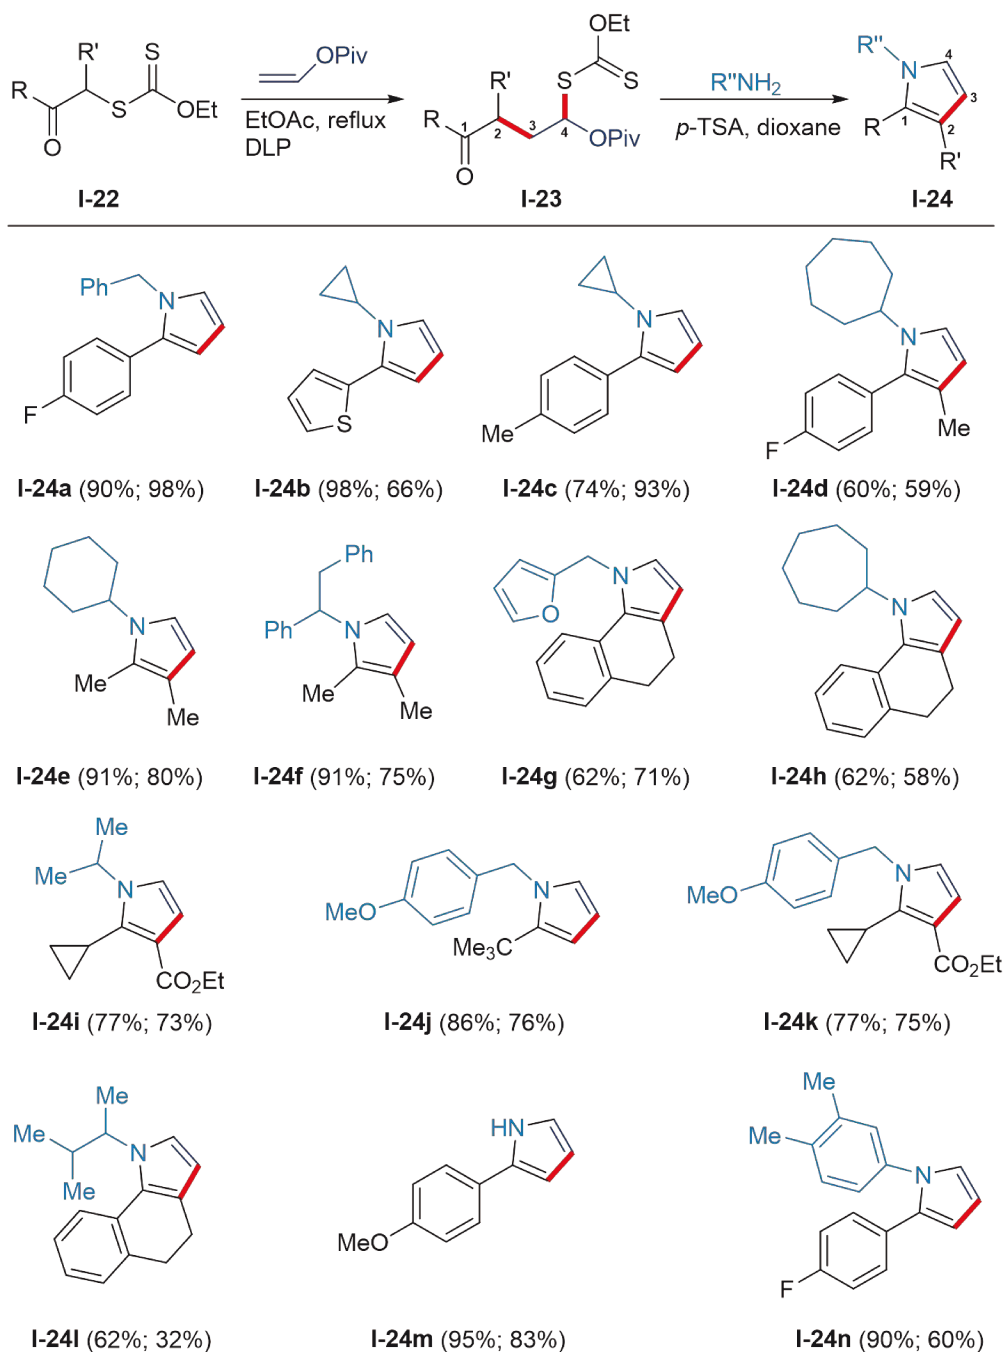 R'
S
R
S
OEt
O
I-22
OPiv
EtOAc, reflux
DLP
OEt
R'
S
S
R
1
2
3
4
O
OPiv
I-23
R''NH2
p-TSA, dioxane
R''
N
4
3
R
1
2
R'
I-24
Ph
N
F
I-24a (90%; 98%)
N
S
I-24b (98%; 66%)
N
Me
I-24c (74%; 93%)
N
F
Me
I-24d (60%; 59%)
N
Me
Me
I-24e (91%; 80%)
Ph
Ph
N
Me
Me
I-24f (91%; 75%)
N
O
I-24g (62%; 71%)
N
I-24h (62%; 58%)
Me
Me
N
CO2Et
I-24i (77%; 73%)
N
MeO
Me3C
I-24j (86%; 76%)
N
MeO
CO2Et
I-24k (77%; 75%)
Me
Me
N
Me
I-24l (62%; 32%)
HN
MeO
I-24m (95%; 83%)
Me
Me
N
F
I-24n (90%; 60%)